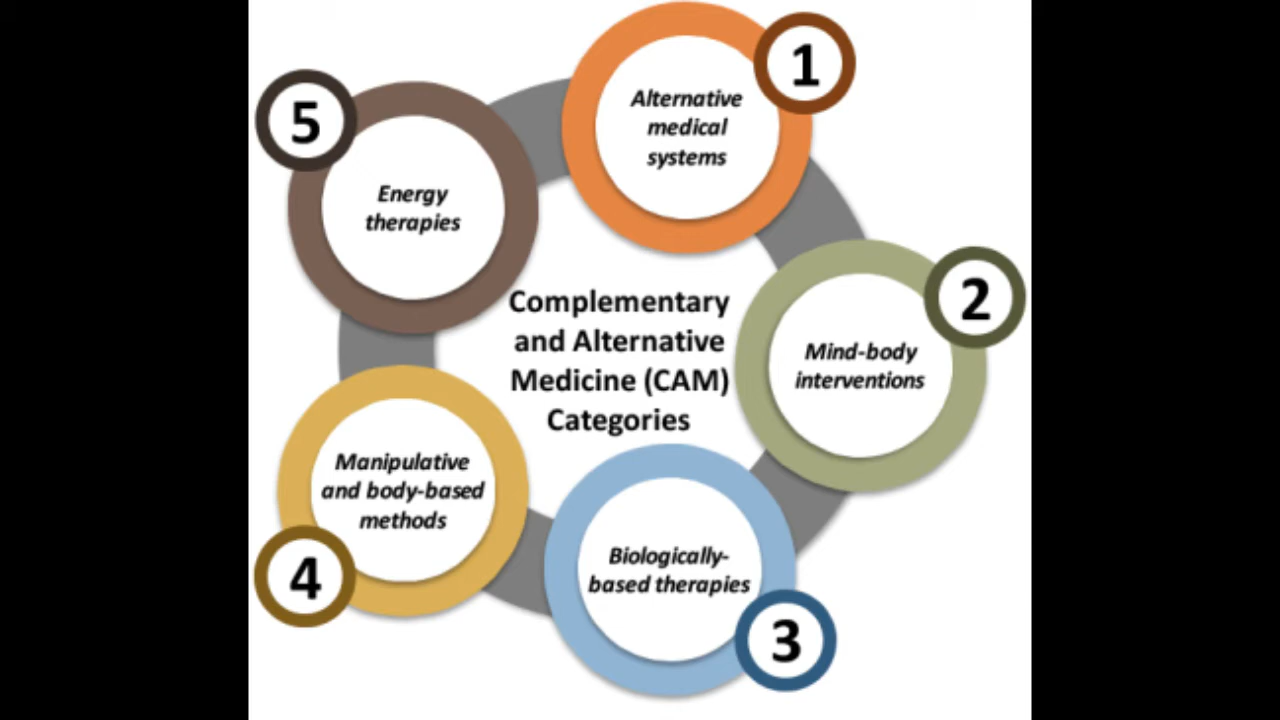 Complementary
and Alternative
Medicine (CAM)
Categories
1
Alternative
medical
systems
2
Mind-body
interventions
3
Biologically-
based therapies
4
Manipulative
and body-based
methods
5
Energy
therapies